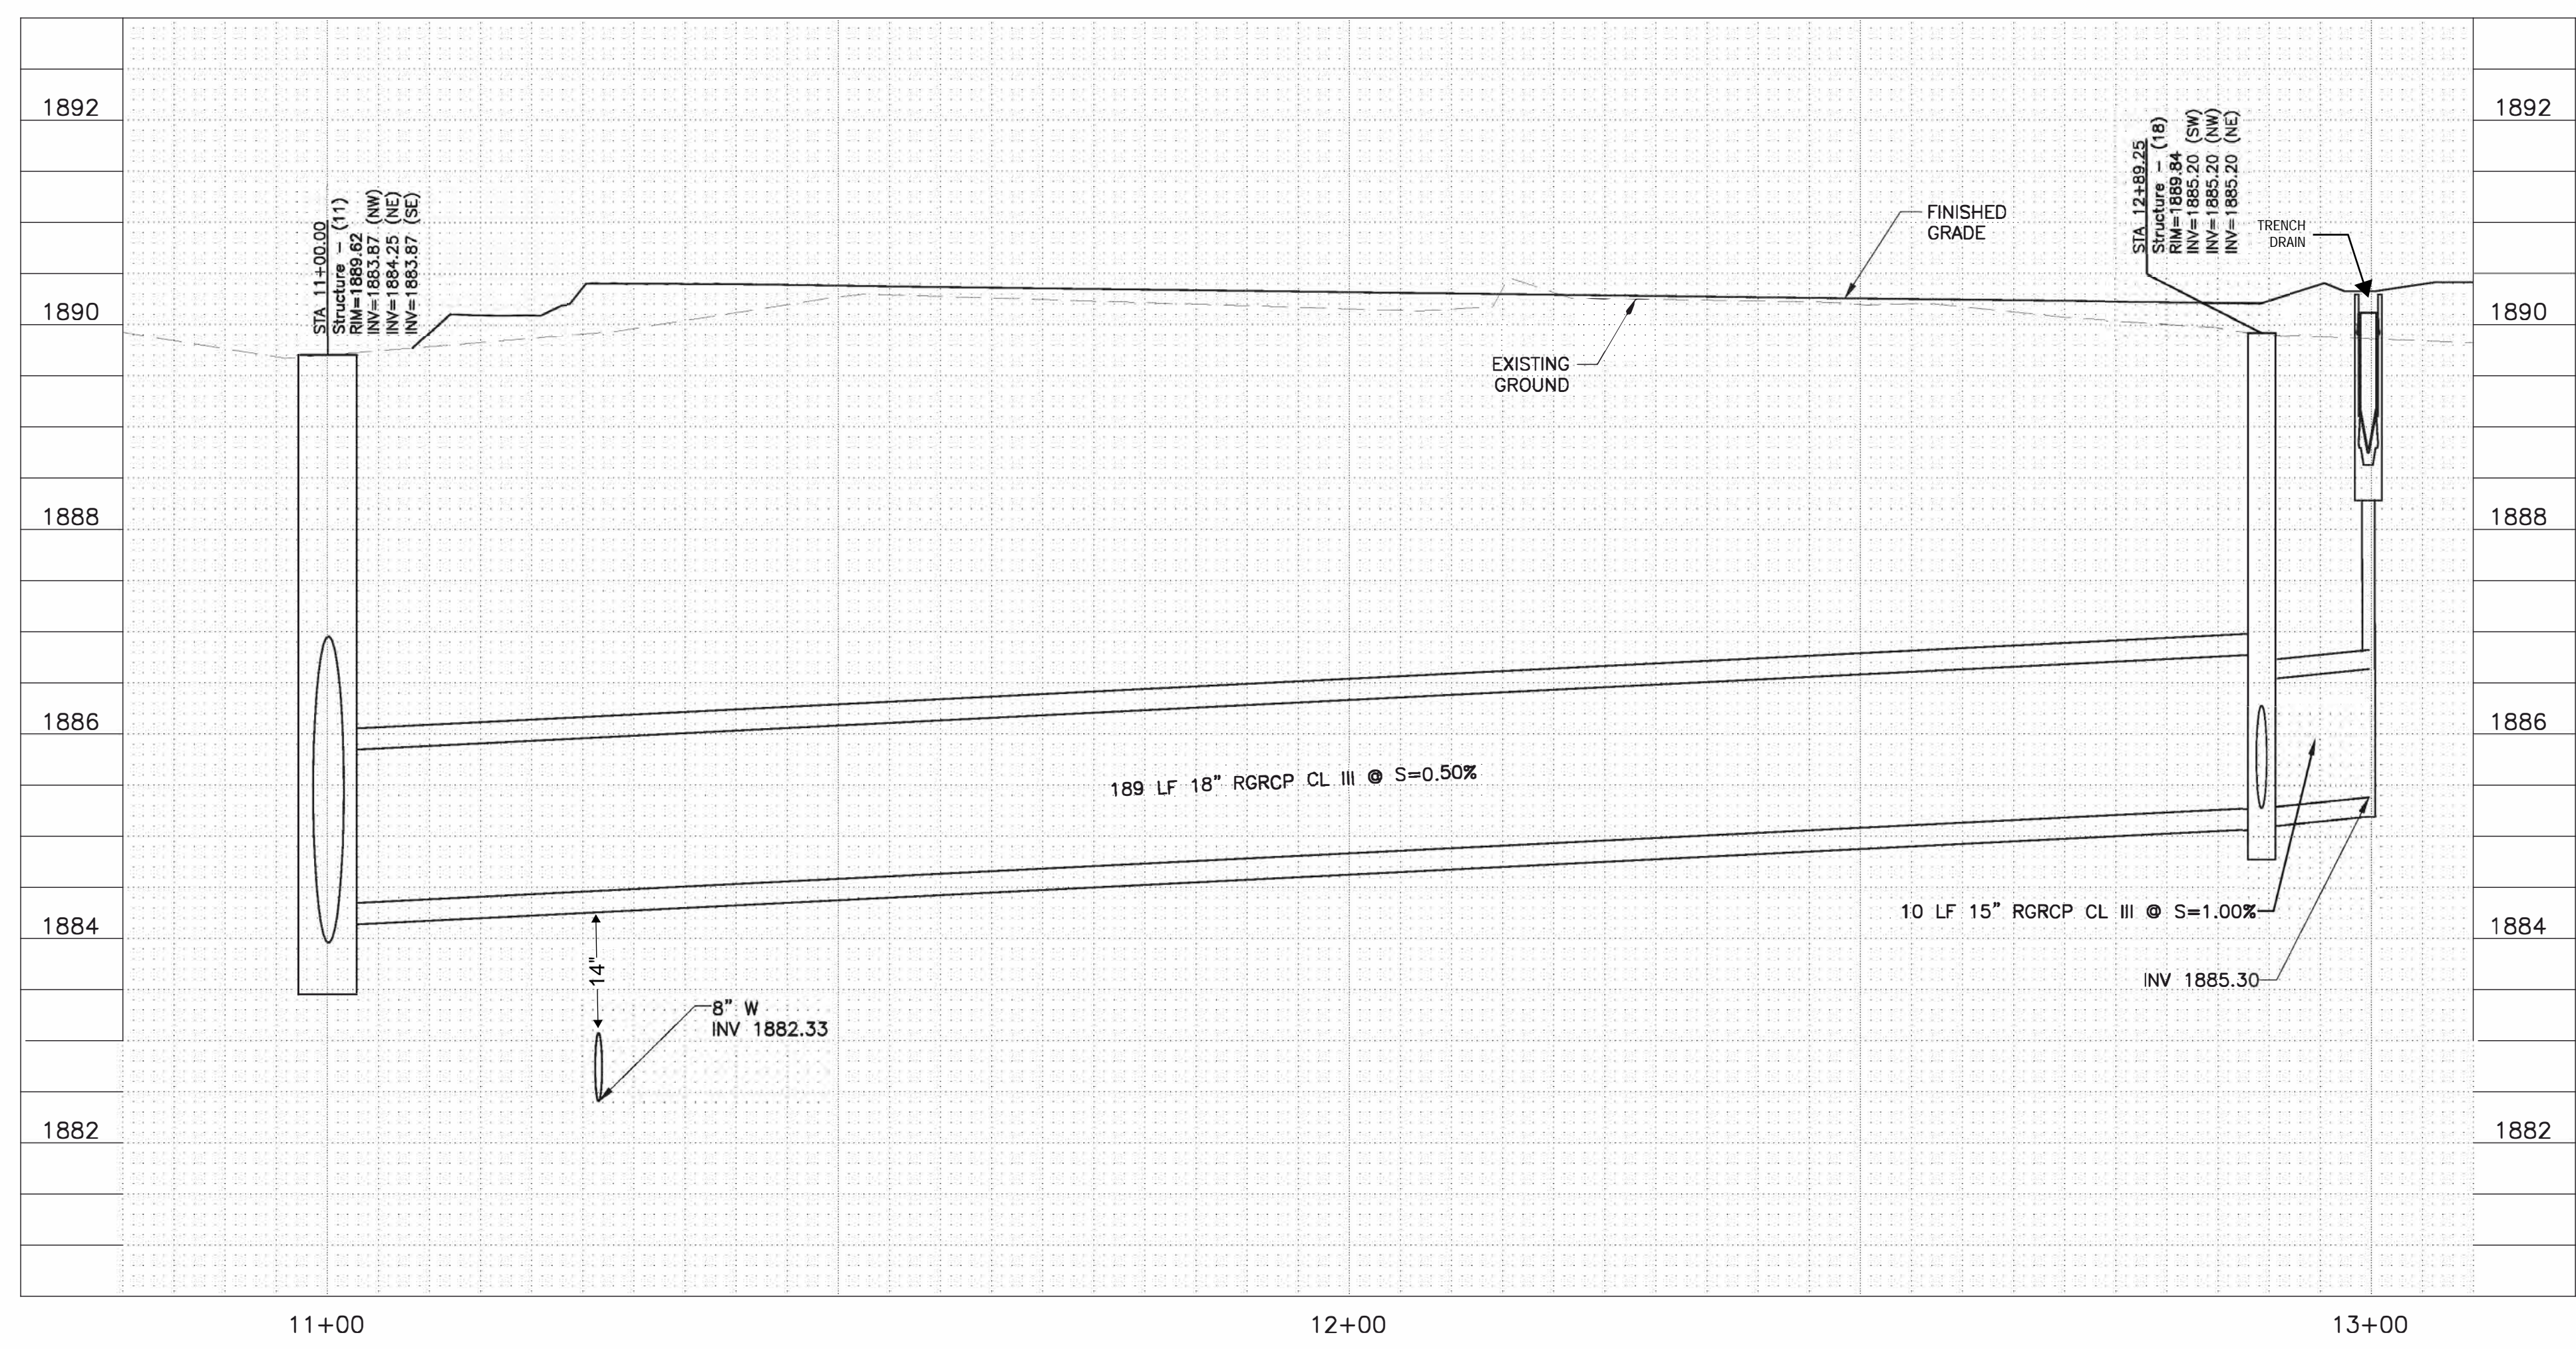 1892
1890
1888
1886
1884
1882
STA 11+00.00
Structure - (11)
RIM=1889.62
INV=1883.87 (NW)
INV=1884.25 (NE)
INV=1883.87 (SE)
FINISHED
GRADE
EXISTING
GROUND
STA 12+89.25
Structure - (18)
RIM=1889.84
INV=1885.20 (SW)
INV=1885.20 (NW)
INV=1885.20 (NE)
TRENCH
DRAIN
189 LF 18" RGRCP CL III @ S=0.50%
10 LF 15" RGRCP CL III @ S=1.00%
INV 1885.30
14"
8" W
INV 1882.33
1892
1890
1888
1886
1884
1882
11+00
12+00
13+00